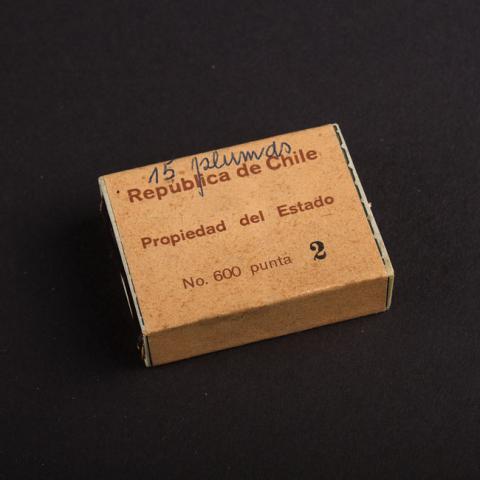 15 plumas
República de Chile
Propiedad del Estado
No. 600 punta 2